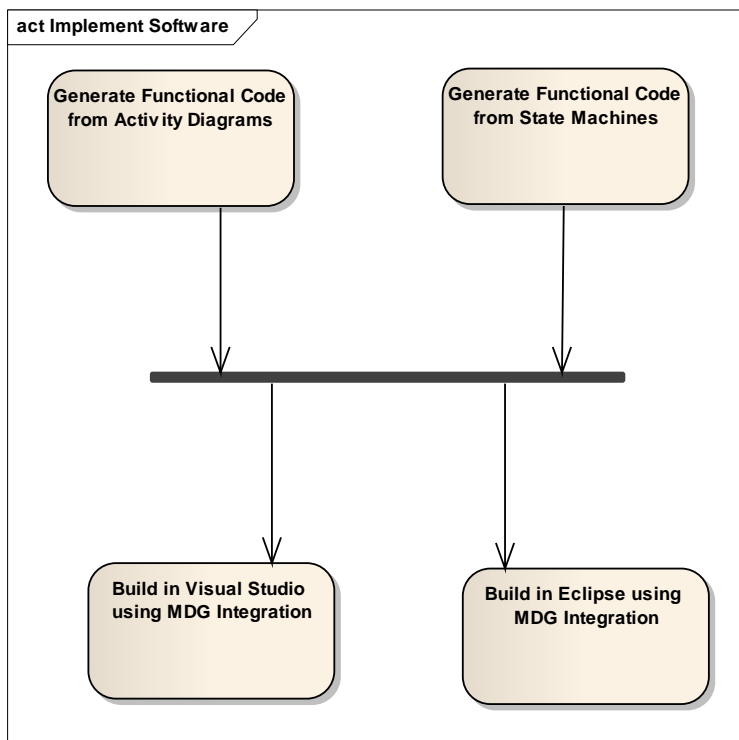 act Implement Software
Generate Functional Code
from Activity Diagrams
Generate Functional Code
from State Machines
Build in Visual Studio
using MDG Integration
Build in Eclipse using
MDG Integration